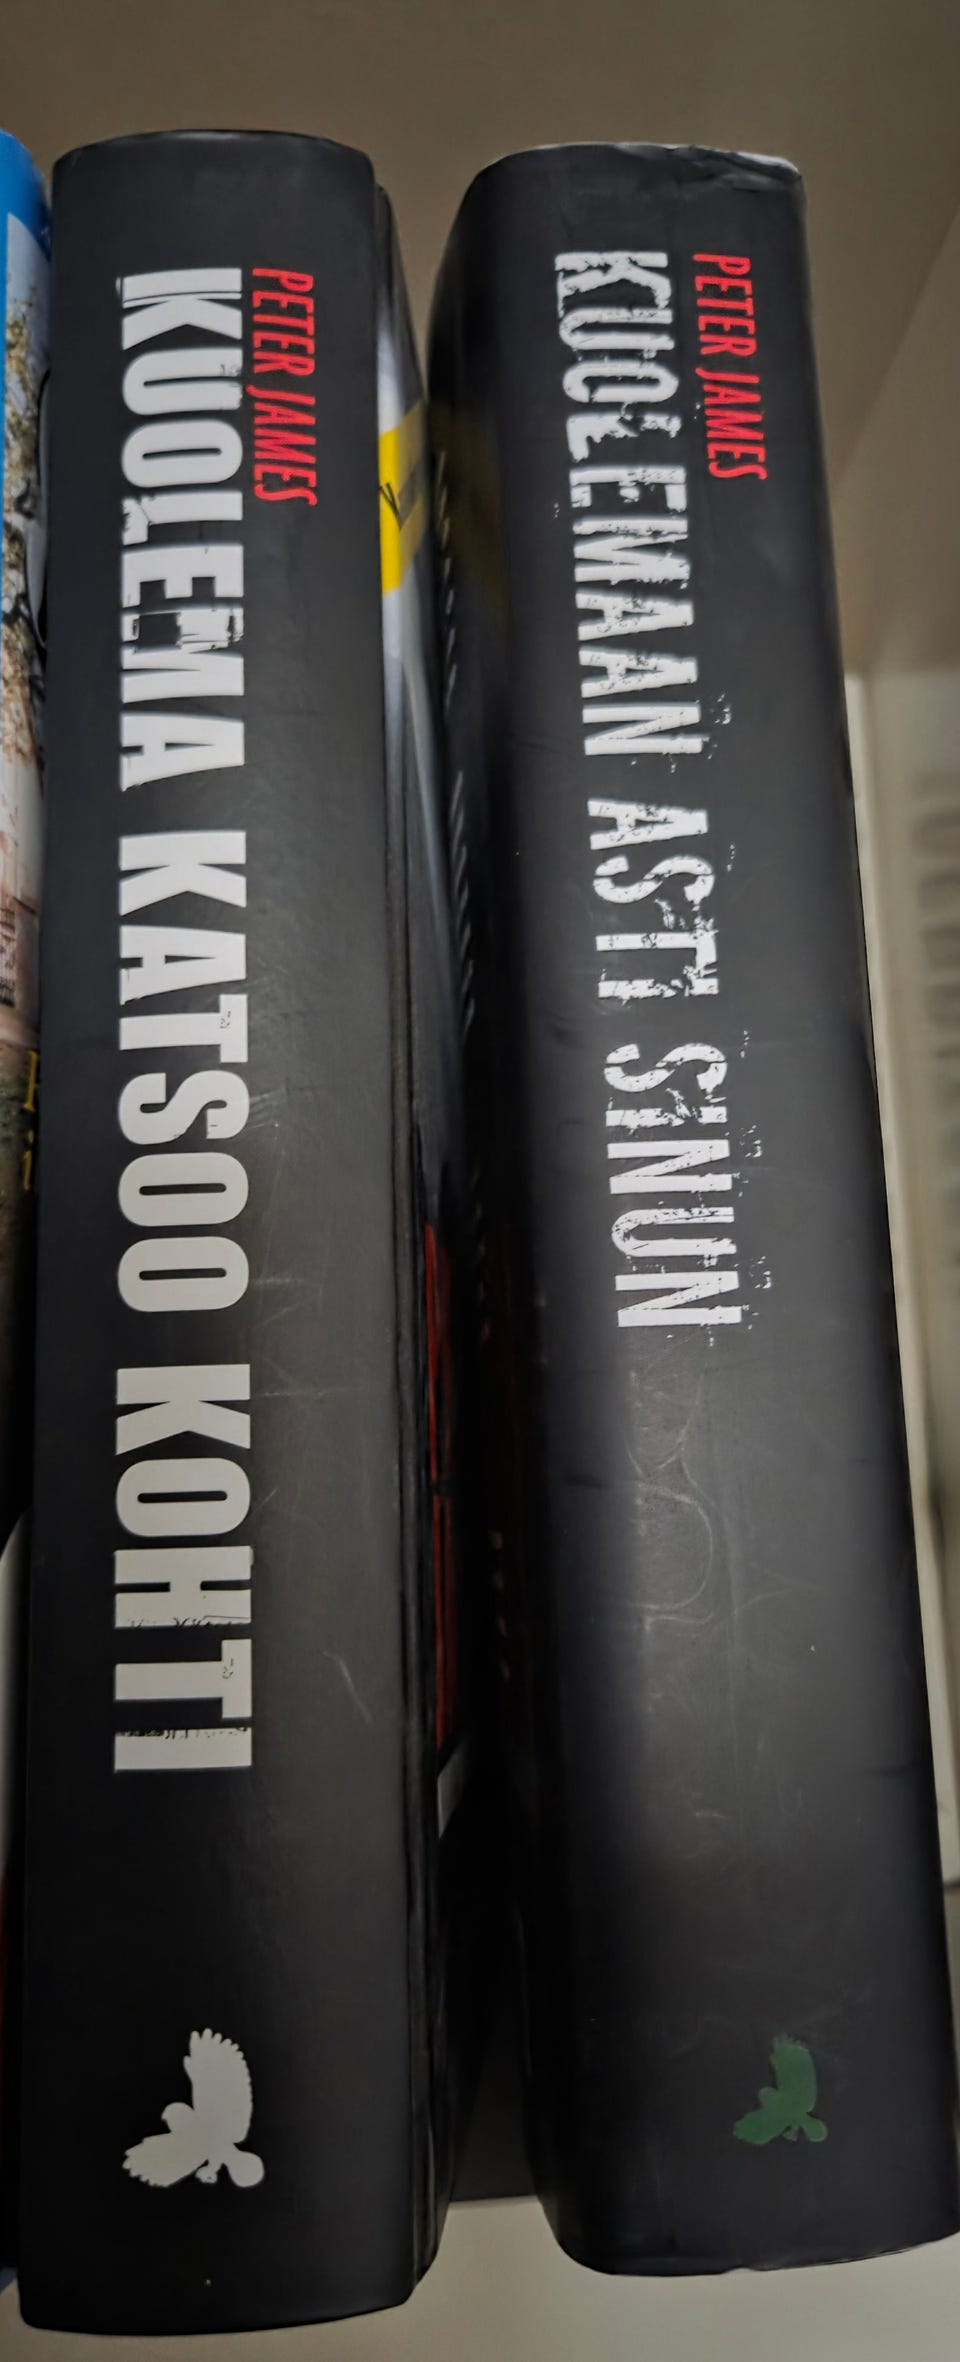 PETER JAMES
KUOLEMA KATSOO KOHTI
PETER JAMES
KUOLEMAAN ASTI SINUN